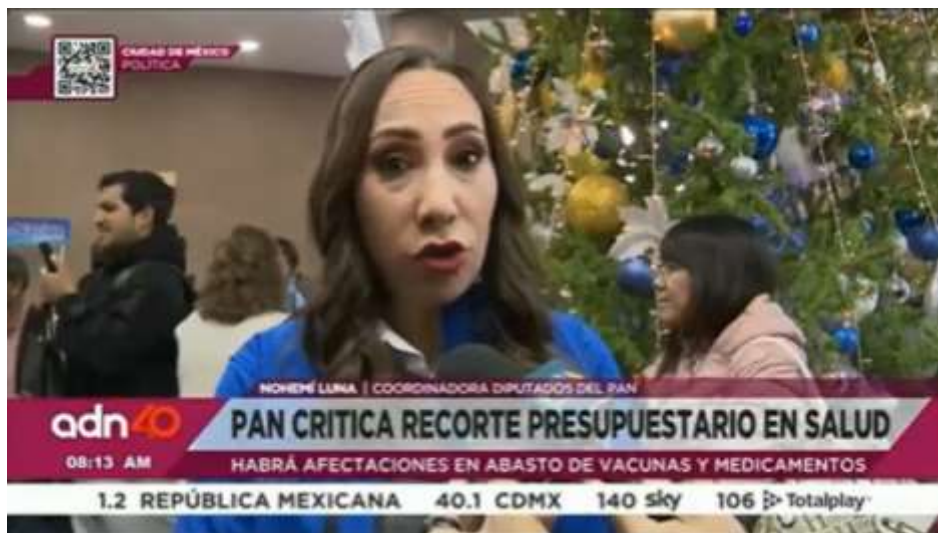 CIUDAD DE MÉXICO
POLÍTICA
NOHEMÍ LUNA | COORDINADORA DIPUTADOS DEL PAN
adn40
PAN CRITICA RECORTE PRESUPUESTARIO EN SALUD
08:13 AM
HABRÁ AFECTACIONES EN ABASTO DE VACUNAS Y MEDICAMENTOS
1.2 REPÚBLICA MEXICANA 40.1 CDMX 140 sky 106 Totalplay